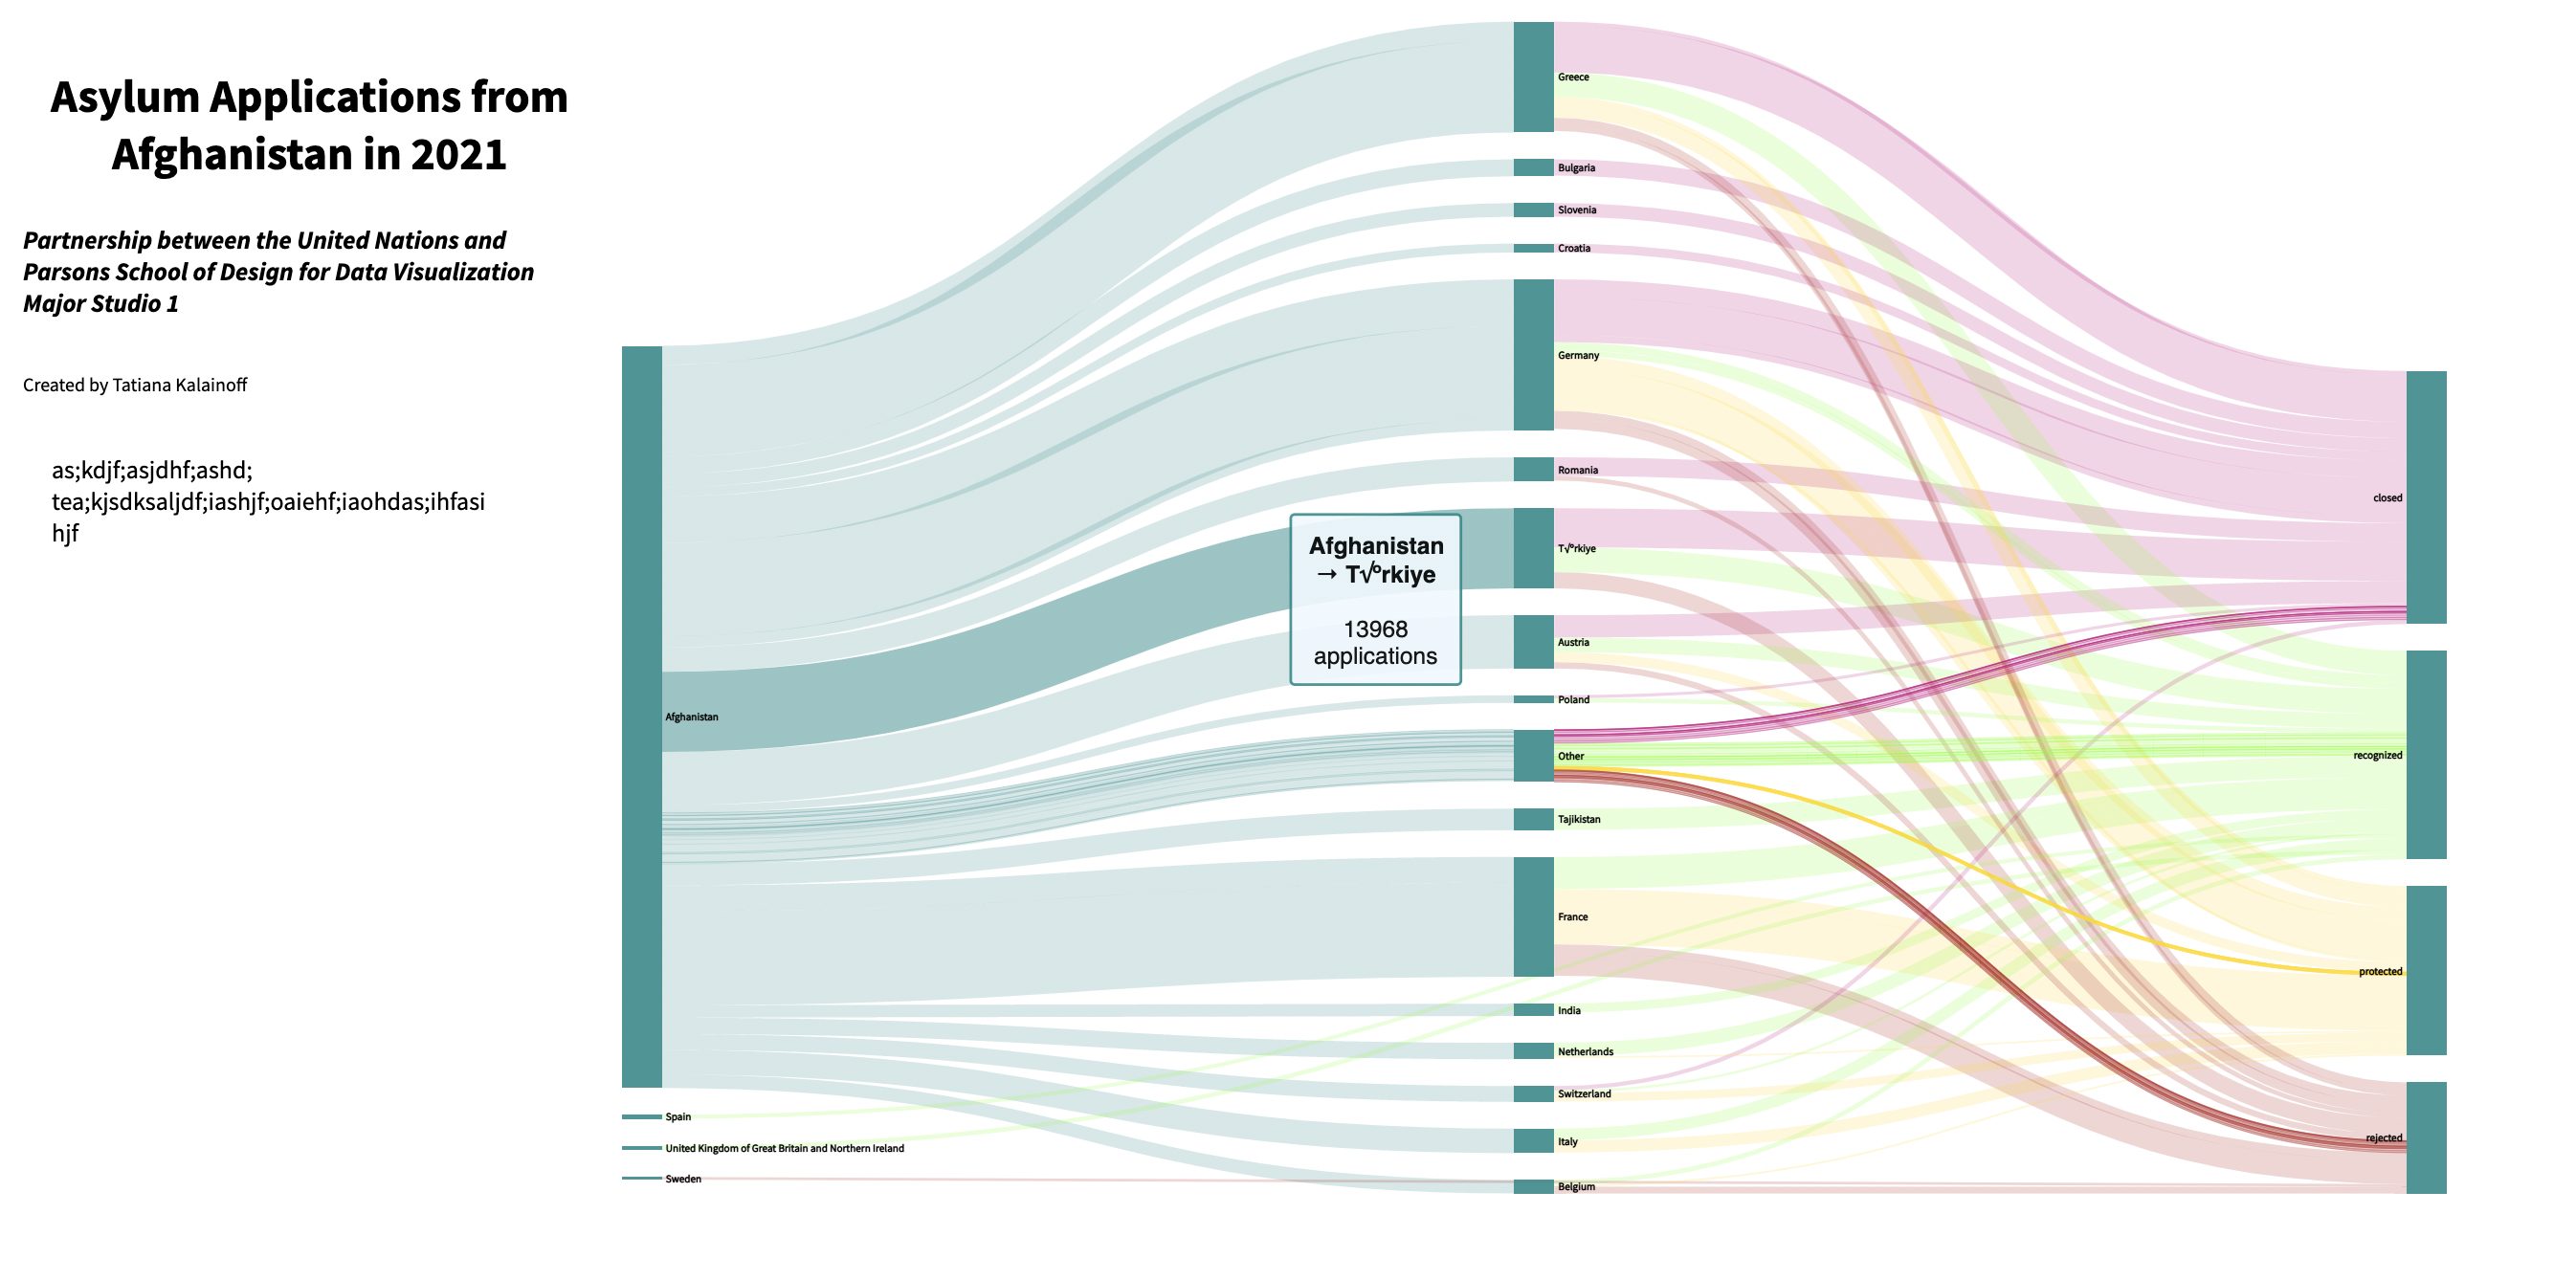 Asylum Applications from
Afghanistan in 2021
Partnership between the United Nations and
Parsons School of Design for Data Visualization
Major Studio 1
Created by Tatiana Kalainoff
as;kdjf;asjdhf;ashd;
tea;kjsdksaljdf;iashjf;oaiehf;iaohdas;ihfasi
hjf
Afghanistan
Spain
United Kingdom of Great Britain and Northern Ireland
Sweden
Afghanistan
→ T√ºrkiye
13968
applications
Greece
Bulgaria
Slovenia
Croatia
Germany
Romania
T√ºrkiye
Austria
Poland
Other
Tajikistan
France
India
Netherlands
Switzerland
Italy
Belgium
closed
recognized
protected
rejected